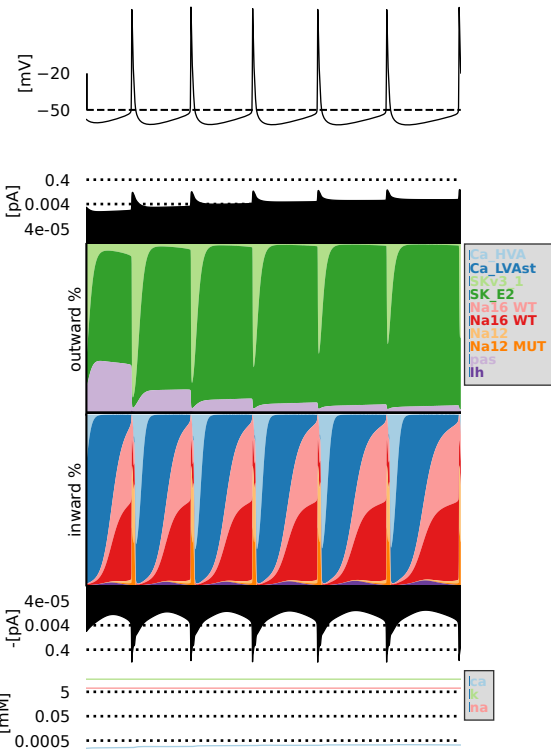 [mV]
−20
−50
[pA]
0.4
0.004
4e-05
outward %
Ca_HVA
Ca_LVAst
SKv3_1
SK_E2
Na16 WT
Na16 WT
Na12
Na12 MUT
pas
Ih
inward %
-[pA]
4e-05
0.004
0.4
[mM]
5
0.05
0.0005
ca
k
na